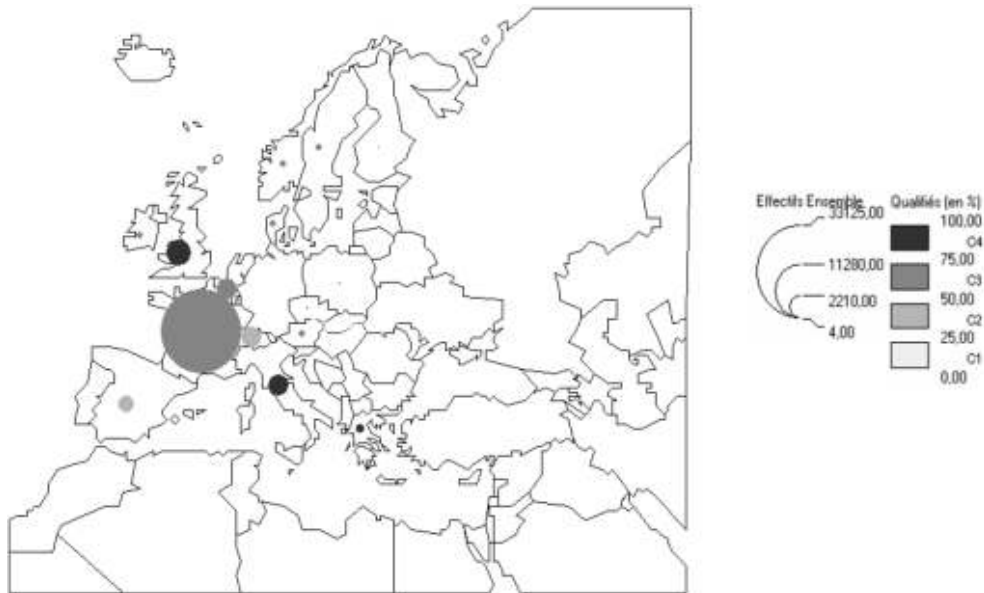 Effectifs Ensemble
33125,00
11280,00
2210,00
4,00
Qualifiés (en %)
100,00
C4
75,00
C3
50,00
C2
25,00
C1
0,00